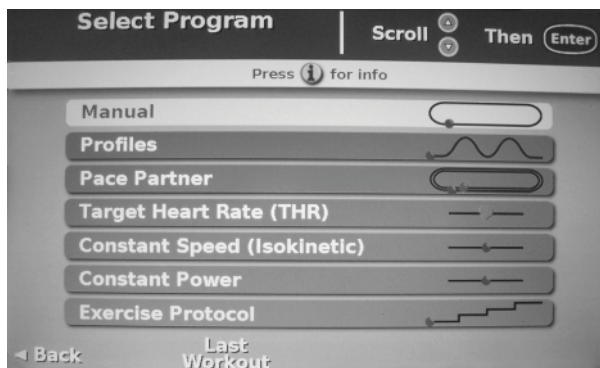 Select Program
Scroll Then Enter
Press i for info
Manual
Profiles
Pace Partner
Target Heart Rate (THR)
Constant Speed (Isokinetic)
Constant Power
Exercise Protocol
Back
Last
Workout